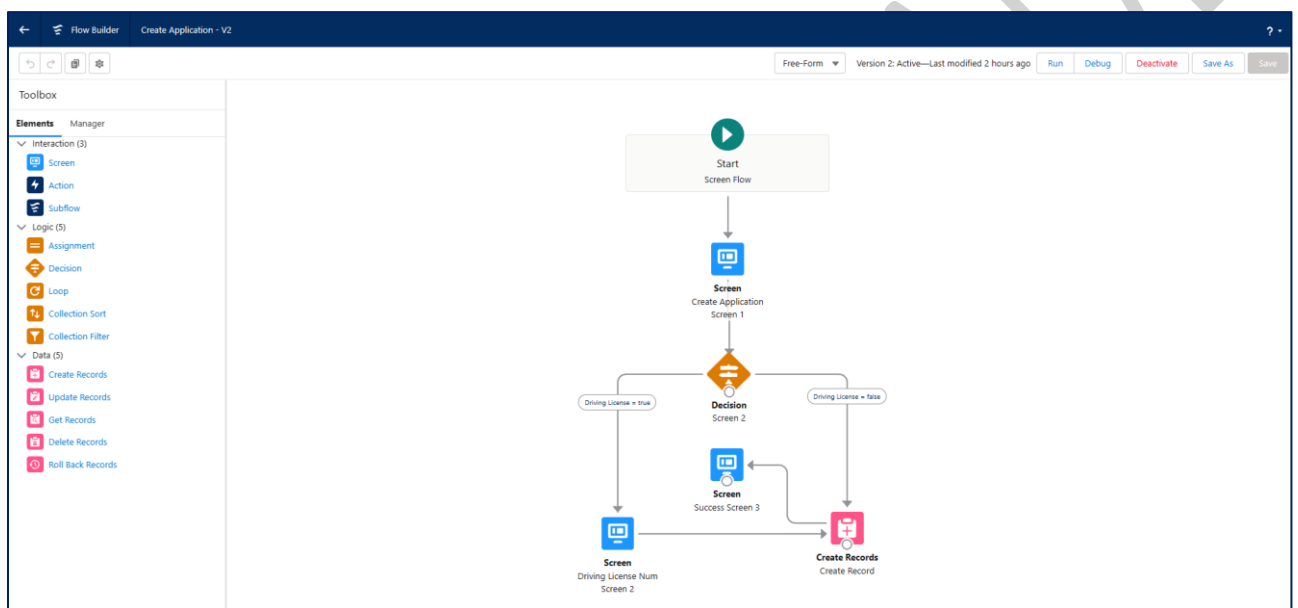 Flow Builder
Create Application - V2
?
Free-Form
Version 2: Active—Last modified 2 hours ago
Run
Debug
Deactivate
Save As
Save
Toolbox
Elements
Manager
Interaction (3)
Screen
Action
Subflow
Logic (5)
Assignment
Decision
Loop
Collection Sort
Collection Filter
Data (5)
Create Records
Update Records
Get Records
Delete Records
Roll Back Records
Start
Screen Flow
Screen
Create Application
Screen 1
Driving License = true
Driving License = false
Decision
Screen 2
Screen
Success Screen 3
Screen
Driving License Num
Screen 2
Create Records
Create Record